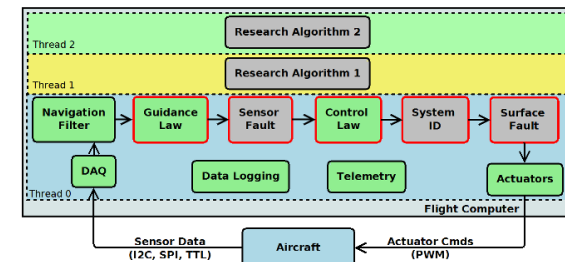 Research Algorithm 2
Thread 2
Research Algorithm 1
Thread 1
Navigation
Filter
Guidance
Law
Sensor
Fault
Control
Law
System
ID
Surface
Fault
DAQ
Data Logging
Telemetry
Actuators
Thread 0
Flight Computer
Sensor Data
(I2C, SPI, TTL)
Aircraft
Actuator Cmds
(PWM)